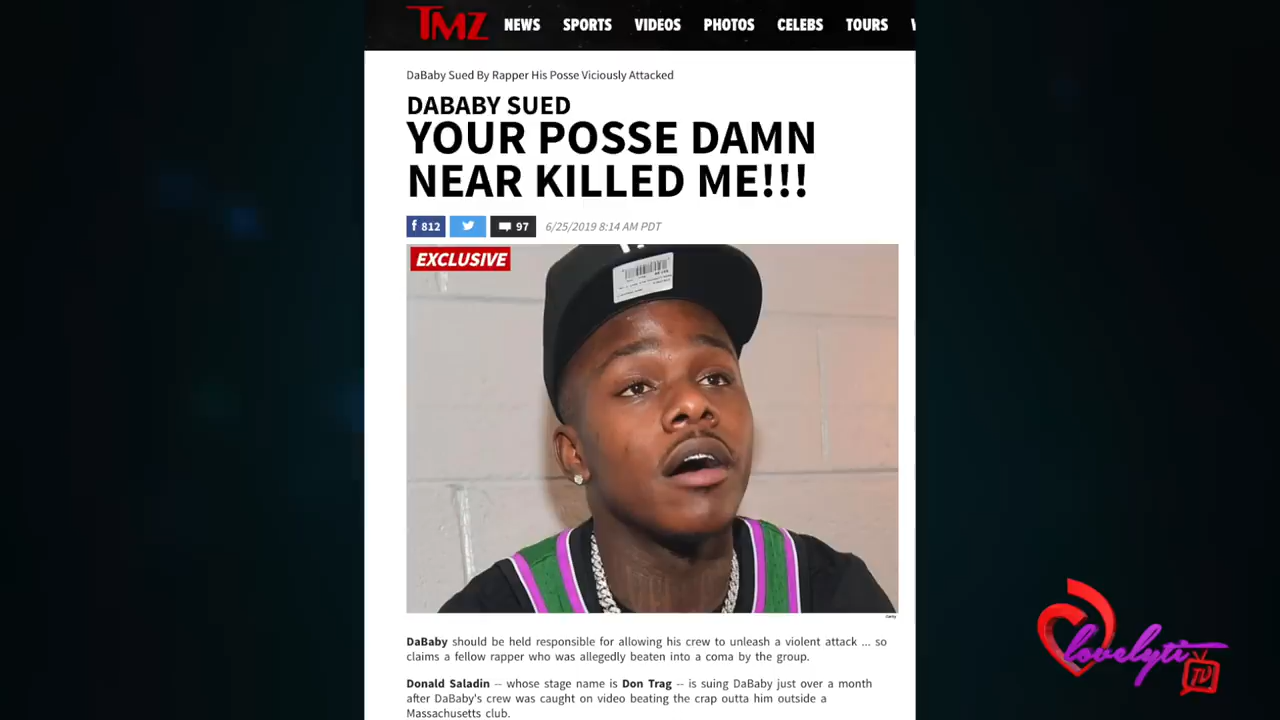 TMZ NEWS SPORTS VIDEOS PHOTOS CELEBS TOURS
DaBaby Sued By Rapper His Posse Viciously Attacked
DABABY SUED
YOUR POSSE DAMN
NEAR KILLED ME!!!
f 812 97 6/25/2019 8:14 AM PDT
EXCLUSIVE
Getty
DaBaby should be held responsible for allowing his crew to unleash a violent attack ... so
claims a fellow rapper who was allegedly beaten into a coma by the group.
Donald Saladin -- whose stage name is Don Trag -- is suing DaBaby just over a month
after DaBaby's crew was caught on video beating the crap outta him outside a
Massachusetts club.
lovelyti
TV